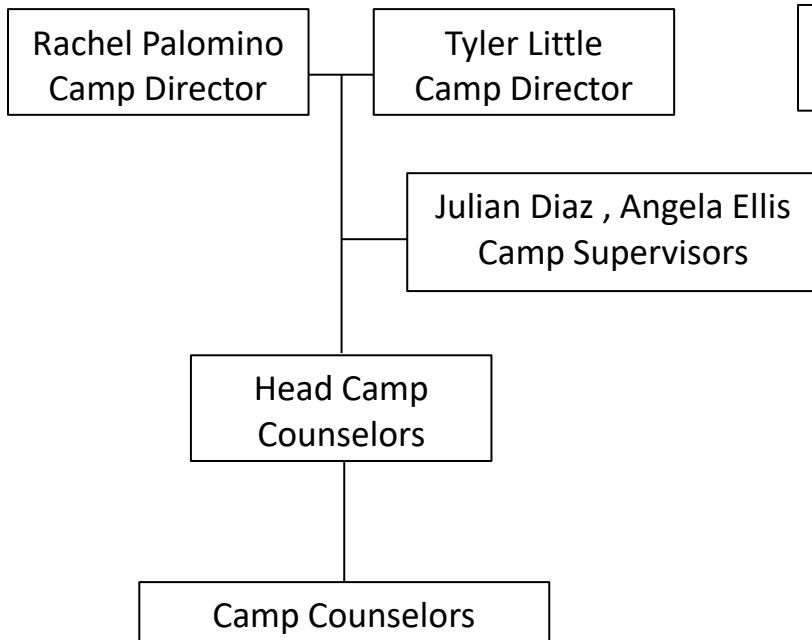 Rachel Palomino
Camp Director
Tyler Little
Camp Director
Julian Diaz , Angela Ellis
Camp Supervisors
Head Camp
Counselors
Camp Counselors